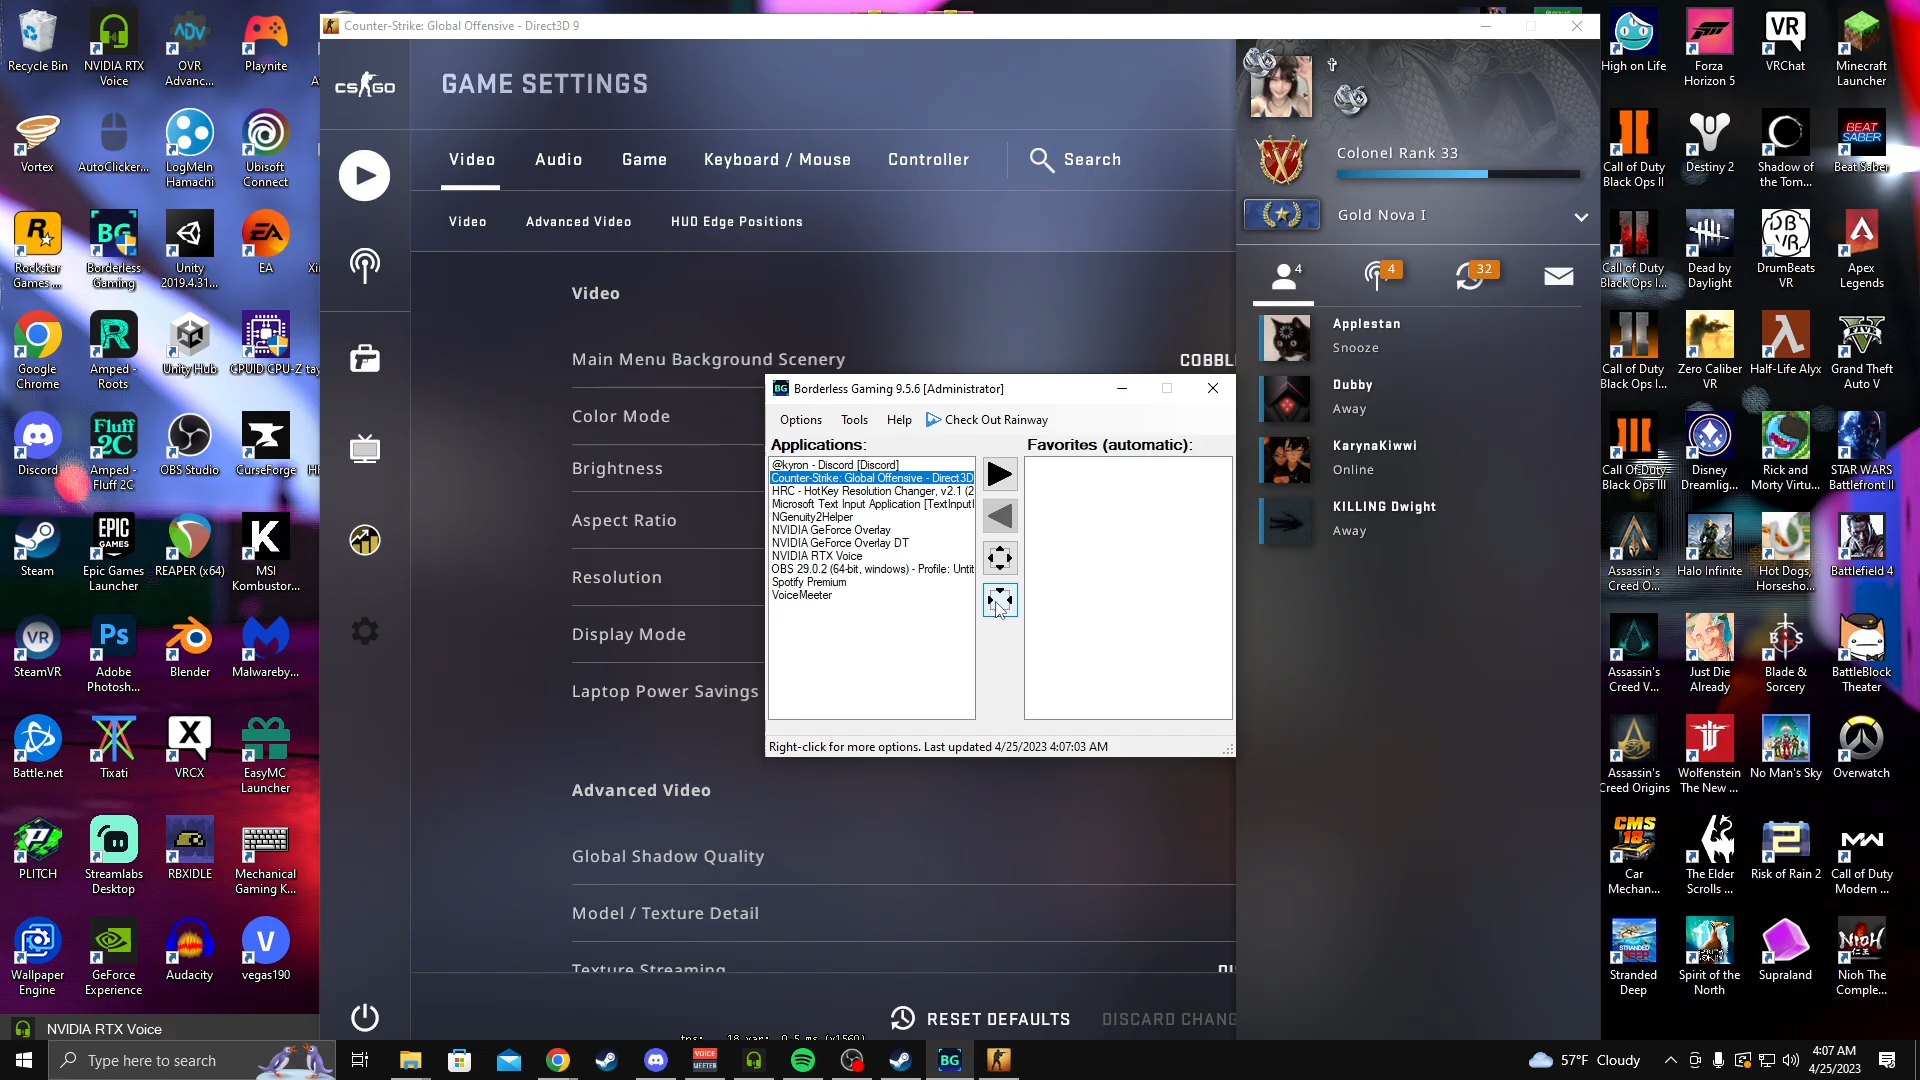 Counter-Strike: Global Offensive - Direct3D 9
Recycle Bin
NVIDIA RTX Voice
OVR Advanc...
Playnite
Vortex
AutoClicker...
LogMeIn Hamachi
Ubisoft Connect
Rockstar Games ...
Borderless Gaming
Unity 2019.4.31...
EA
Google Chrome
Amped - Roots
Unity Hub
CPUID CPU-Z
Discord
Amped - Fluff 2C
OBS Studio
CurseForge
Steam
Epic Games Launcher
REAPER (x64)
MSI Kombustor...
SteamVR
Adobe Photosh...
Blender
Malwareby...
Battle.net
Tixati
VRCX
EasyMC Launcher
PLITCH
Streamlabs Desktop
RBXIDLE
Mechanical Gaming K...
Wallpaper Engine
GeForce Experience
Audacity
vegas190
NVIDIA RTX Voice
CS:GO
GAME SETTINGS
Video
Audio
Game
Keyboard / Mouse
Controller
Search
Video
Advanced Video
HUD Edge Positions
Video
Main Menu Background Scenery
COBBL
Color Mode
Brightness
Aspect Ratio
Resolution
Display Mode
Laptop Power Savings
Advanced Video
Global Shadow Quality
Model / Texture Detail
Texture Streaming
RESET DEFAULTS
DISCARD CHANG
Borderless Gaming 9.5.6 [Administrator]
Options
Tools
Help
Check Out Rainway
Applications:
Favorites (automatic):
@kyron - Discord [Discord]
Counter-Strike: Global Offensive - Direct3D
HRC - HotKey Resolution Changer, v2.1 (2
Microsoft Text Input Application [TextInputI
NGenuity2Helper
NVIDIA GeForce Overlay
NVIDIA GeForce Overlay DT
NVIDIA RTX Voice
OBS 29.0.2 (64-bit, windows) - Profile: Untit
Spotify Premium
VoiceMeeter
Right-click for more options. Last updated 4/25/2023 4:07:03 AM
Colonel Rank 33
Gold Nova I
4
4
32
Applestan
Snooze
Dubby
Away
KarynaKiwwi
Online
KILLING Dwight
Away
High on Life
Forza Horizon 5
VRChat
Minecraft Launcher
Call of Duty Black Ops II
Destiny 2
Shadow of the Tom...
Beat Saber
Call of Duty Black Ops I...
Dead by Daylight
DrumBeats VR
Apex Legends
Call of Duty Black Ops I...
Zero Caliber VR
Half-Life Alyx
Grand Theft Auto V
Call Of Duty Black Ops III
Disney Dreamlig...
Rick and Morty Virtu...
STAR WARS Battlefront II
Assassin's Creed O...
Halo Infinite
Hot Dogs, Horsesho...
Battlefield 4
Assassin's Creed V...
Just Die Already
Blade & Sorcery
BattleBlock Theater
Assassin's Creed Origins
Wolfenstein The New ...
No Man's Sky
Overwatch
Car Mechan...
The Elder Scrolls ...
Risk of Rain 2
Call of Duty Modern ...
Stranded Deep
Spirit of the North
Supraland
Nioh The Comple...
Type here to search
57°F Cloudy
4:07 AM
4/25/2023